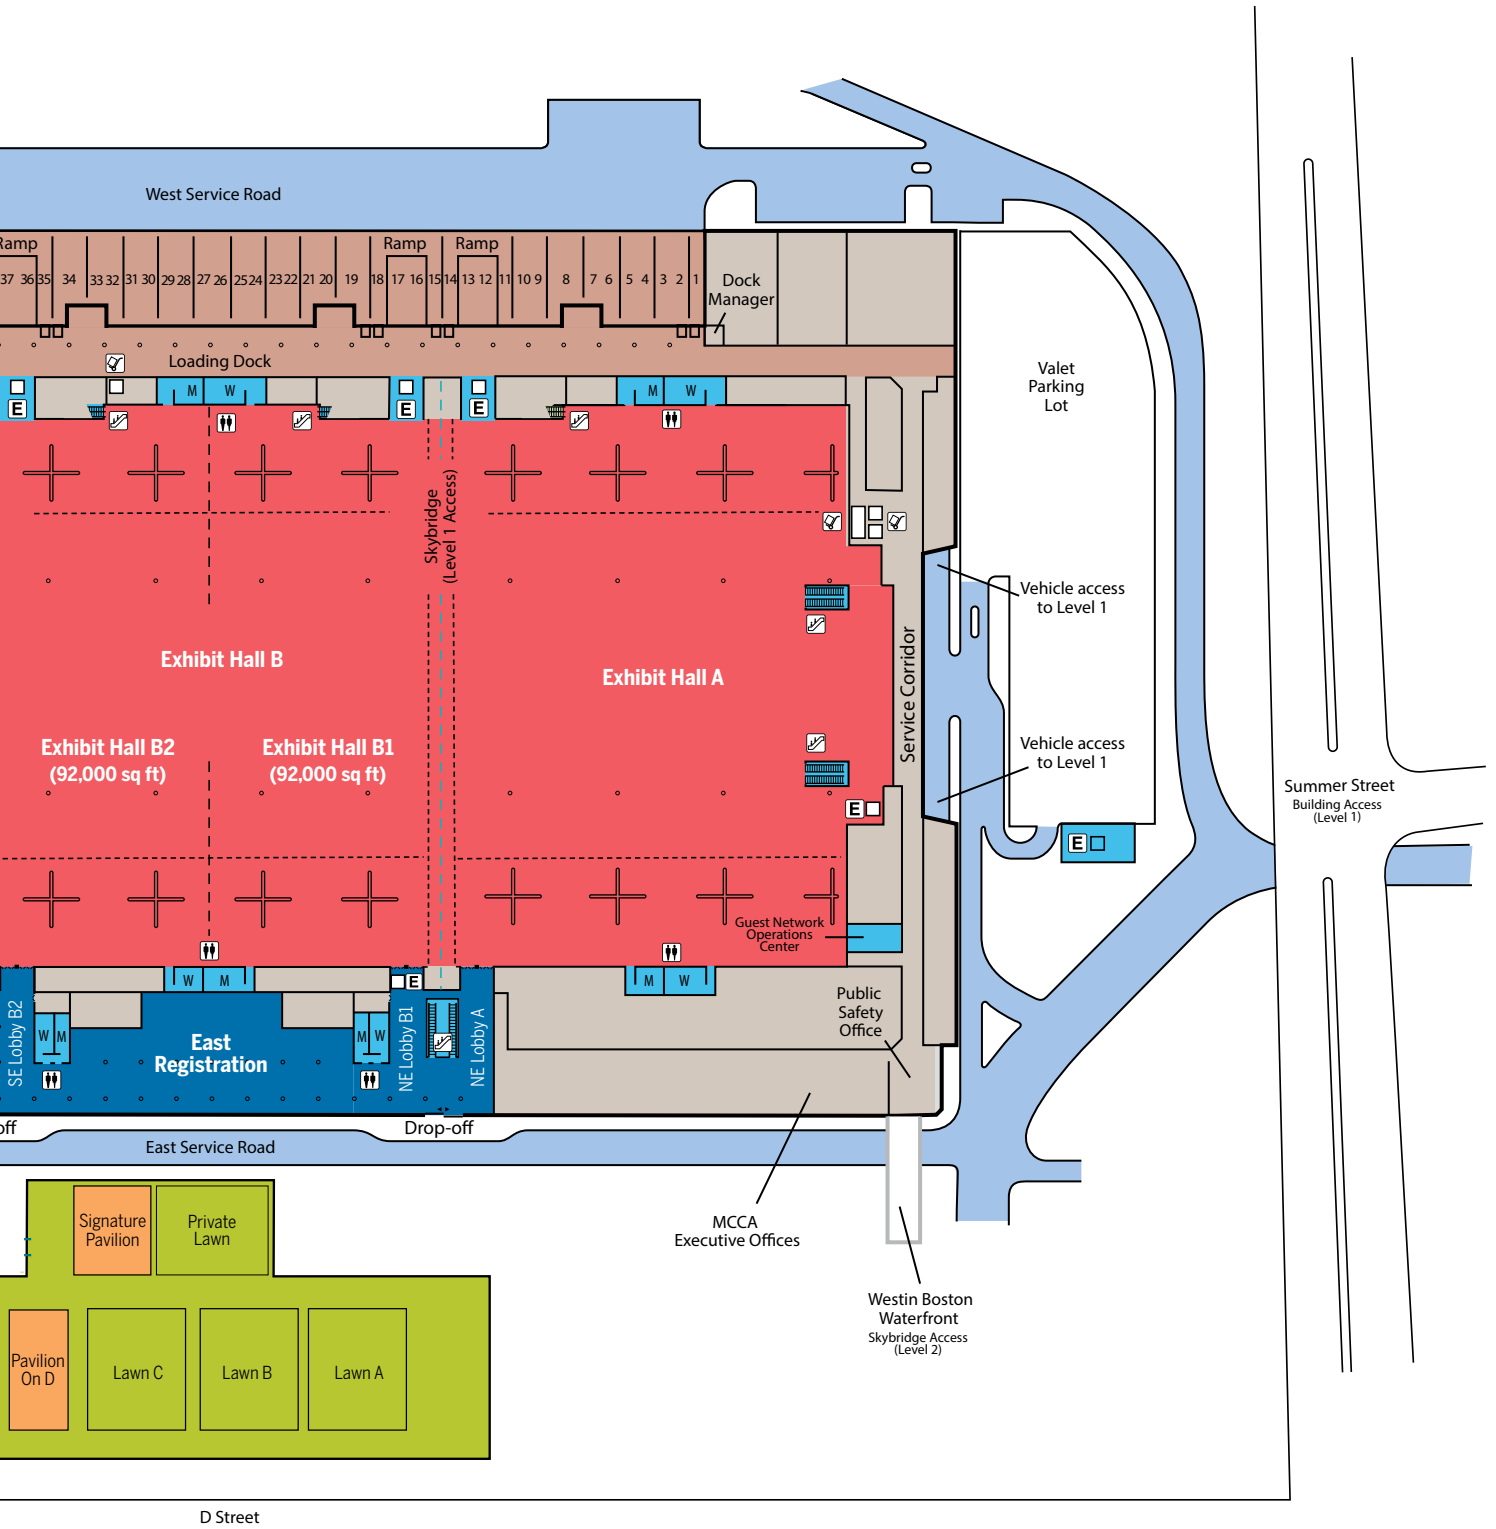 West Service Road
Ramp
Ramp
Ramp
37 36 35 34 33 32 31 30 29 28 27 26 25 24 23 22 21 20 19 18 17 16 15 14 13 12 11 10 9 8 7 6 5 4 3 2 1
Dock
Manager
Loading Dock
M W
M W
E
E
E
Valet
Parking
Lot
Skybridge
(Level 1 Access)
Vehicle access
to Level 1
Exhibit Hall B
Exhibit Hall A
Service Corridor
Exhibit Hall B2
(92,000 sq ft)
Exhibit Hall B1
(92,000 sq ft)
Vehicle access
to Level 1
Summer Street
Building Access
(Level 1)
E
E
Guest Network
Operations
Center
W M
E
M W
Public
Safety
Office
SE Lobby B2
W M
East
Registration
M W
NE Lobby B1
NE Lobby A
off
Drop-off
East Service Road
Signature
Pavilion
Private
Lawn
MCCA
Executive Offices
Westin Boston
Waterfront
Skybridge Access
(Level 2)
Pavilion
On D
Lawn C
Lawn B
Lawn A
D Street